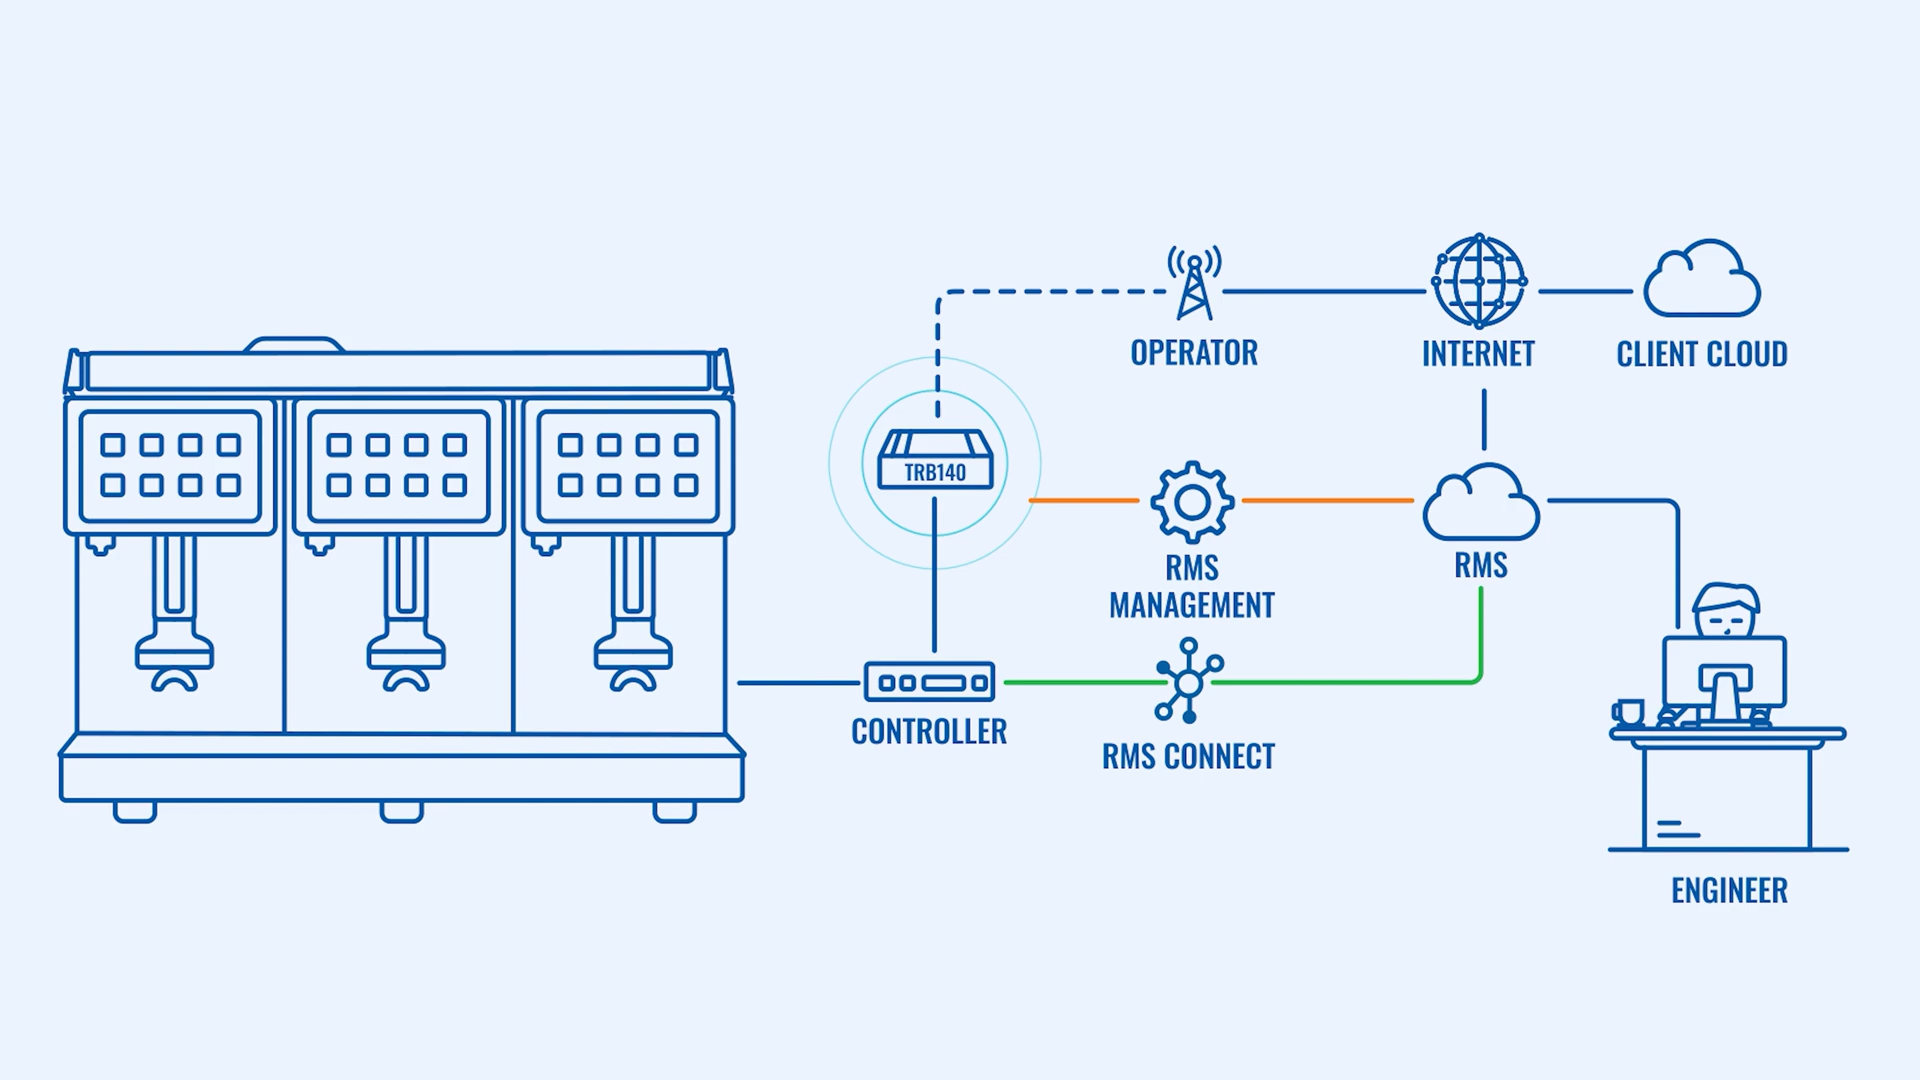 OPERATOR
INTERNET
CLIENT CLOUD
TRB140
RMS
MANAGEMENT
RMS
CONTROLLER
RMS CONNECT
ENGINEER